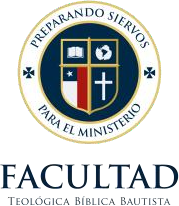 PREPARANDO SIERVOS
PARA EL MINISTERIO
FACULTAD
TEOLÓGICA BÍBLICA BAUTISTA